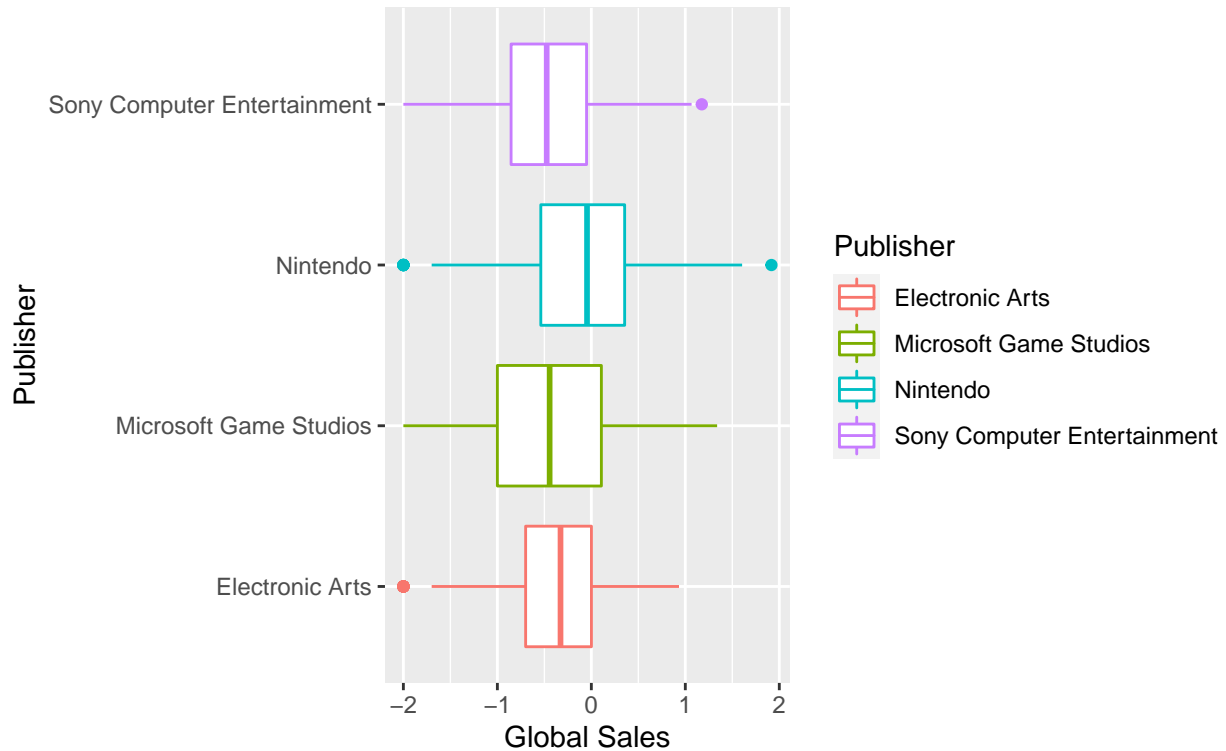 Publisher
Sony Computer Entertainment
Nintendo
Microsoft Game Studios
Electronic Arts
−2 −1 0 1 2
Global Sales
Publisher
Electronic Arts
Microsoft Game Studios
Nintendo
Sony Computer Entertainment